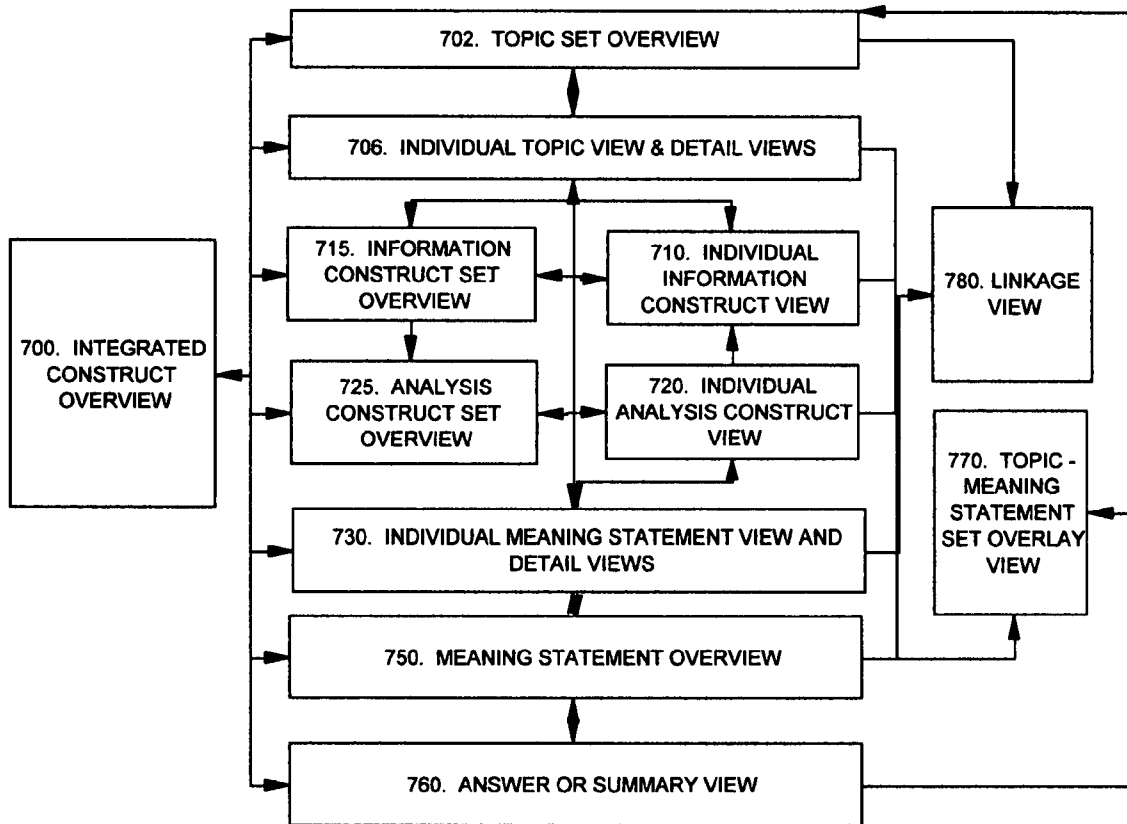 702. TOPIC SET OVERVIEW
706. INDIVIDUAL TOPIC VIEW & DETAIL VIEWS
715. INFORMATION
CONSTRUCT SET
OVERVIEW
710. INDIVIDUAL
INFORMATION
CONSTRUCT VIEW
780. LINKAGE
VIEW
700. INTEGRATED
CONSTRUCT
OVERVIEW
725. ANALYSIS
CONSTRUCT SET
OVERVIEW
720. INDIVIDUAL
ANALYSIS CONSTRUCT
VIEW
770. TOPIC -
MEANING
STATEMENT
SET OVERLAY
VIEW
730. INDIVIDUAL MEANING STATEMENT VIEW AND
DETAIL VIEWS
750. MEANING STATEMENT OVERVIEW
760. ANSWER OR SUMMARY VIEW